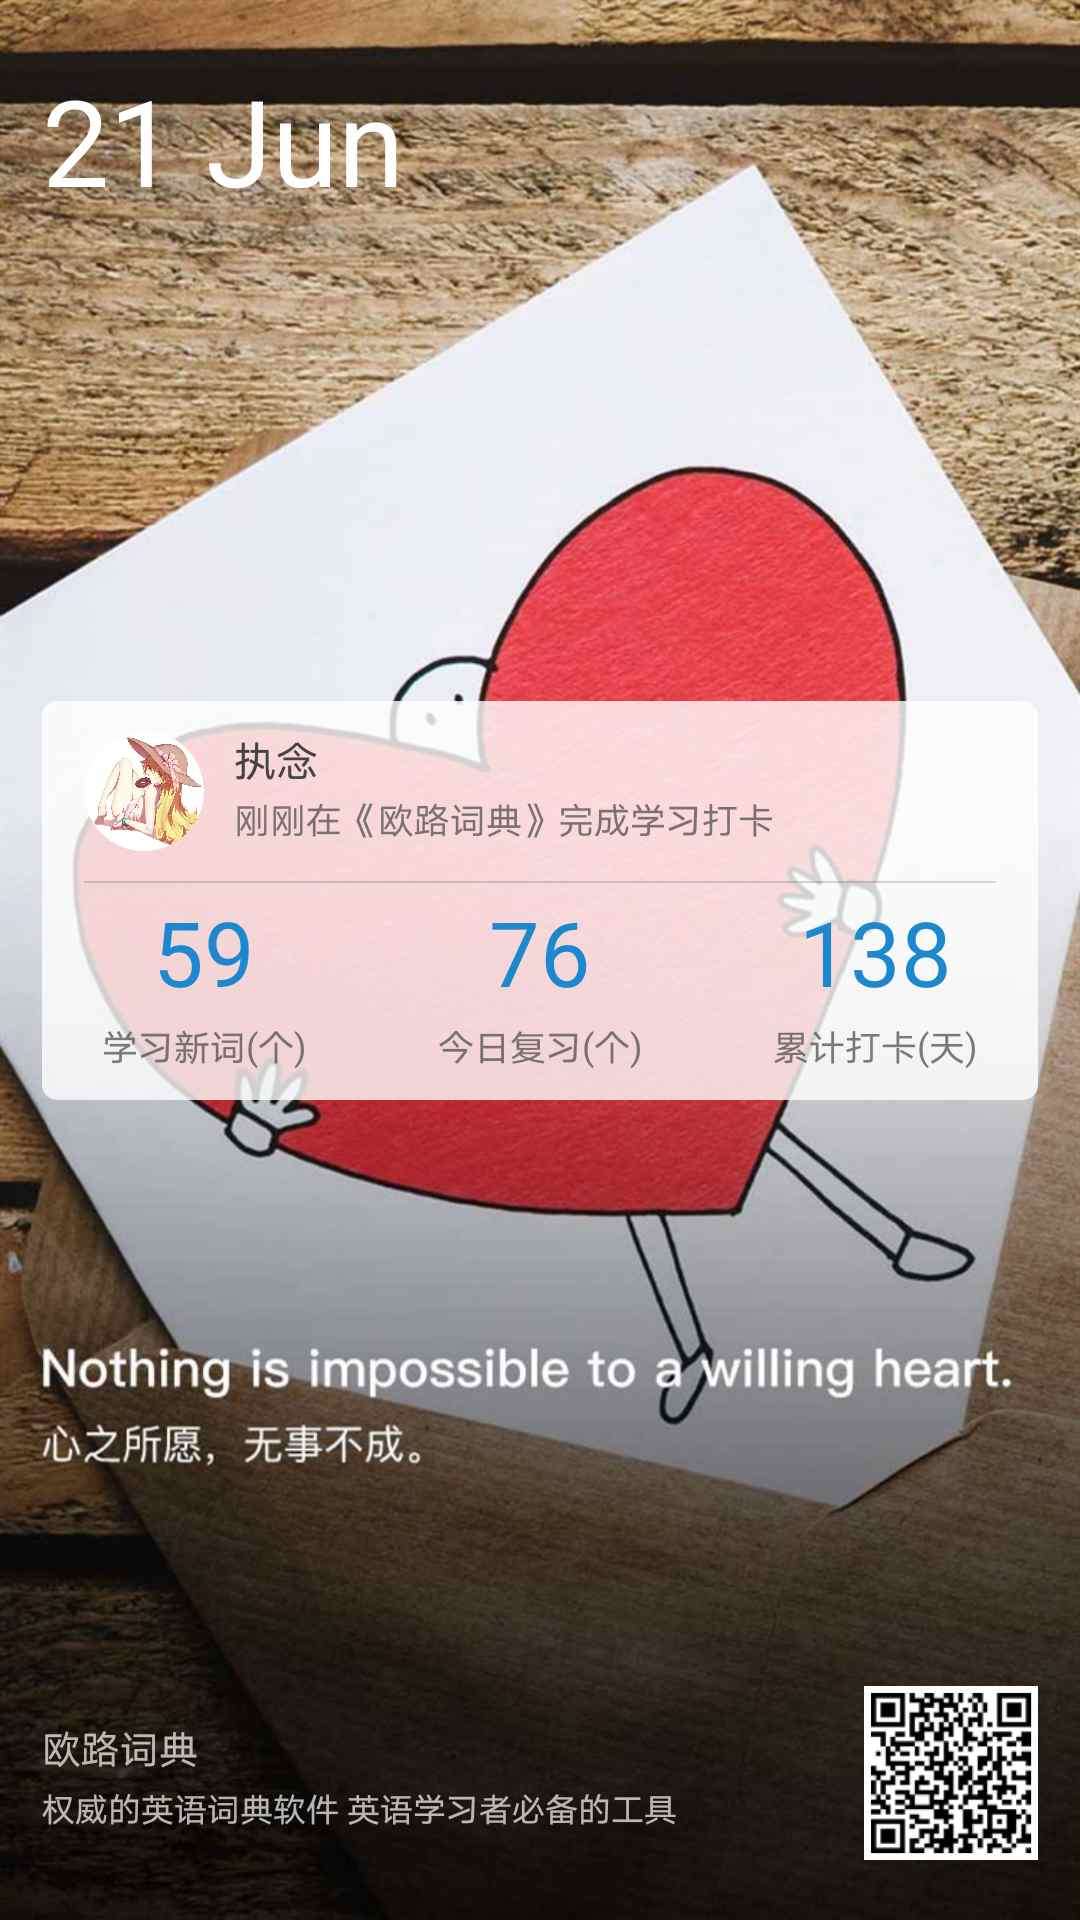 21 Jun
执念
刚刚在《欧路词典》完成学习打卡
59 76 138
学习新词(个) 今日复习(个) 累计打卡(天)
Nothing is impossible to a willing heart.
心之所愿，无事不成。
欧路词典
权威的英语词典软件 英语学习者必备的工具